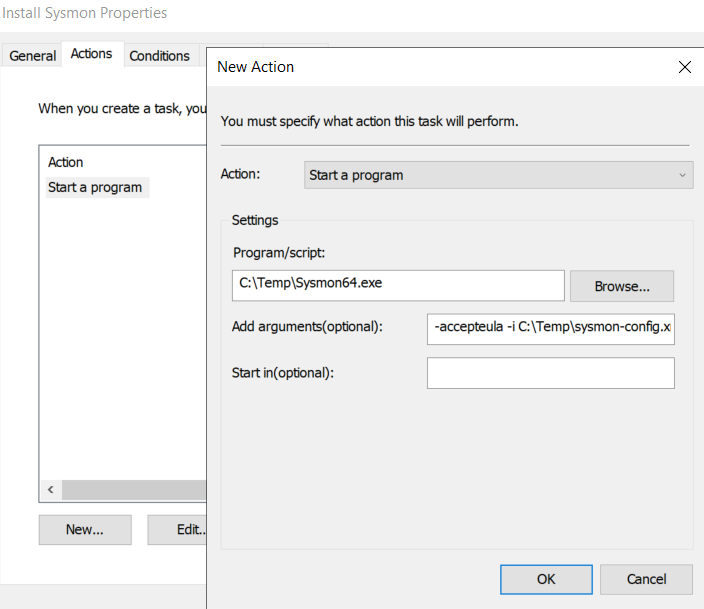 Install Sysmon Properties
General
Actions
Conditions
When you create a task, you
Action
Start a program
<
New...
Edit..
New Action
You must specify what action this task will perform.
Action:
Start a program
Settings
Program/script:
C:\Temp\Sysmon64.exe
Browse...
Add arguments(optional):
-accepteula -i C:\Temp\sysmon-config.x
Start in(optional):
OK
Cancel